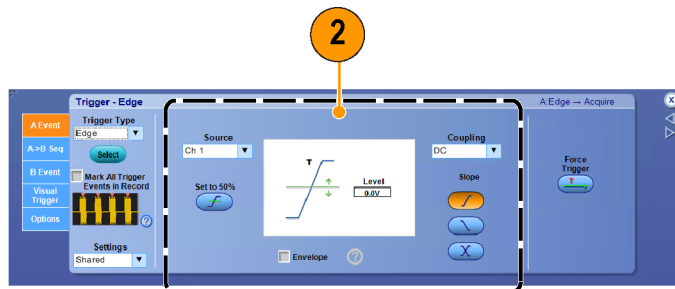 2
Trigger - Edge
A:Edge → Acquire
X
A Event
A->B Seq
B Event
Visual
Trigger
Options
Trigger Type
Edge
Select
Mark All Trigger
Events in Record
?
Settings
Shared
Source
Ch 1
Set to 50%
T
Level
0.0V
Envelope
?
Coupling
DC
Slope
Force
Trigger
T